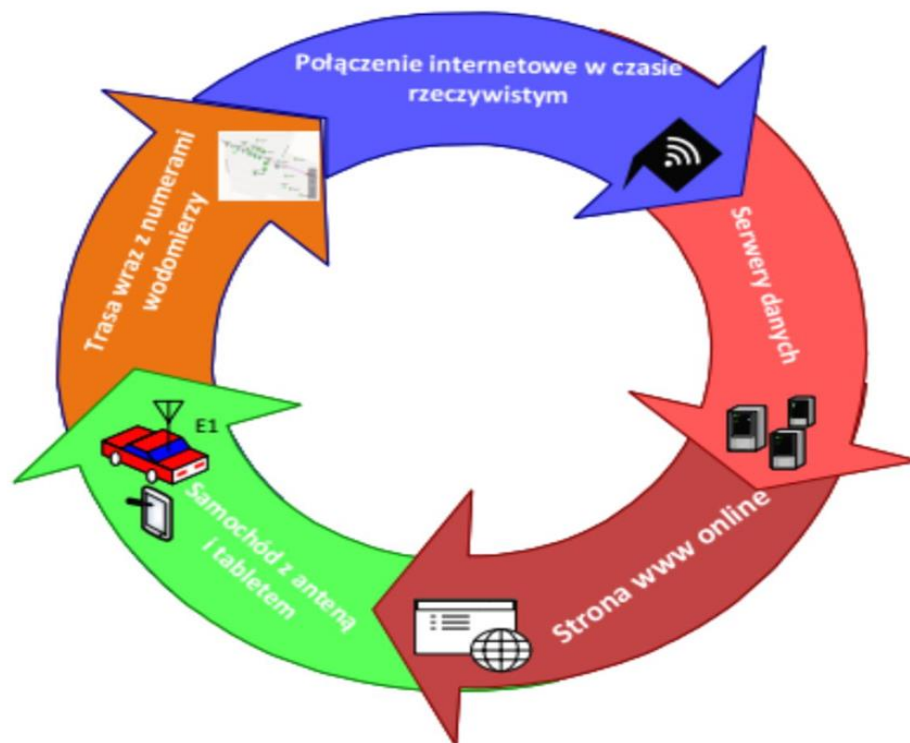 Połączenie internetowe w czasie
rzeczywistym
Serwery danych
Strona www online
Samochód z anteną
i tabletem
E1
Trasa wraz z numerami
wodomierzy